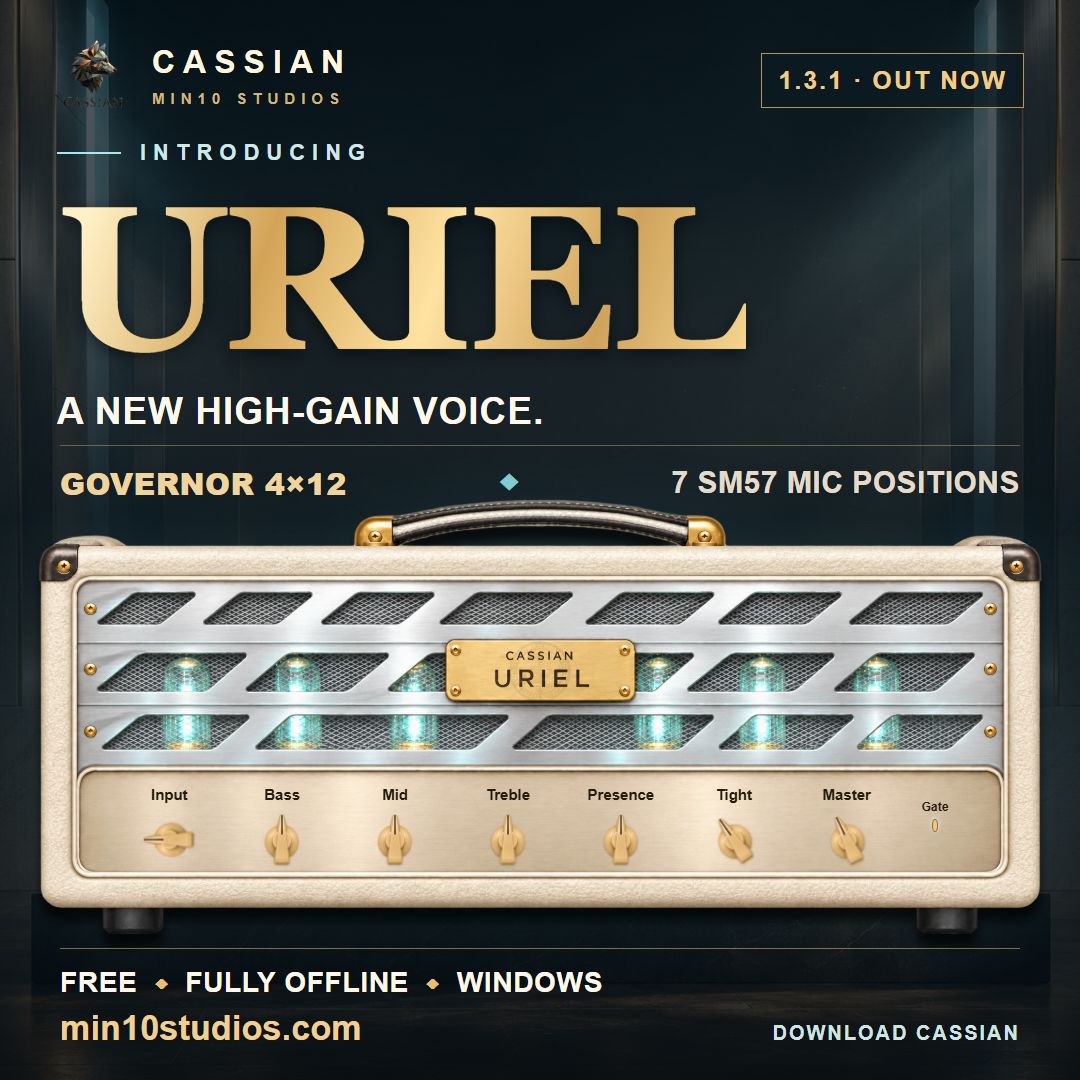 CASSIAN
MIN10 STUDIOS
CASSIAN
1.3.1 · OUT NOW
INTRODUCING
URIEL
A NEW HIGH-GAIN VOICE.
GOVERNOR 4×12 ◆ 7 SM57 MIC POSITIONS
CASSIAN
URIEL
Input Bass Mid Treble Presence Tight Master Gate
FREE ◆ FULLY OFFLINE ◆ WINDOWS
min10studios.com
DOWNLOAD CASSIAN